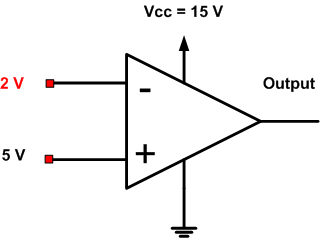 Vcc = 15 V
2 V
-
Output
5 V
+